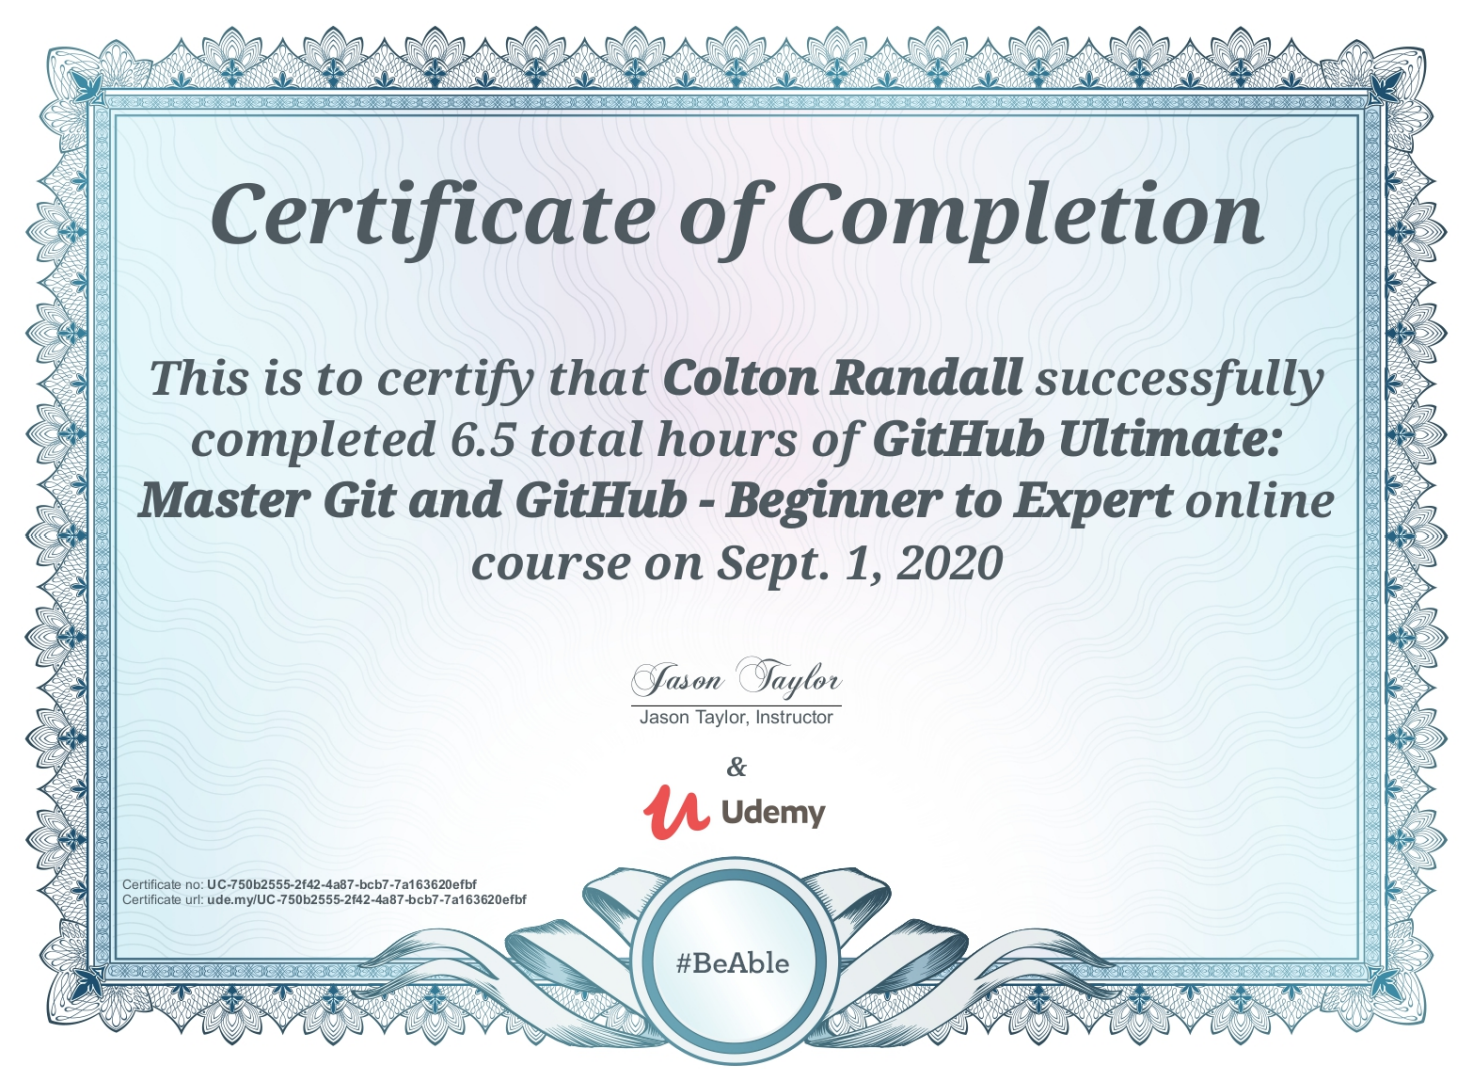 Certificate of Completion
This is to certify that Colton Randall successfully
completed 6.5 total hours of GitHub Ultimate:
Master Git and GitHub - Beginner to Expert online
course on Sept. 1, 2020
Jason Taylor
Jason Taylor, Instructor
&
Udemy
Certificate no: UC-750b2555-2f42-4a87-bcb7-7a163620efbf
Certificate url: ude.my/UC-750b2555-2f42-4a87-bcb7-7a163620efbf
#BeAble